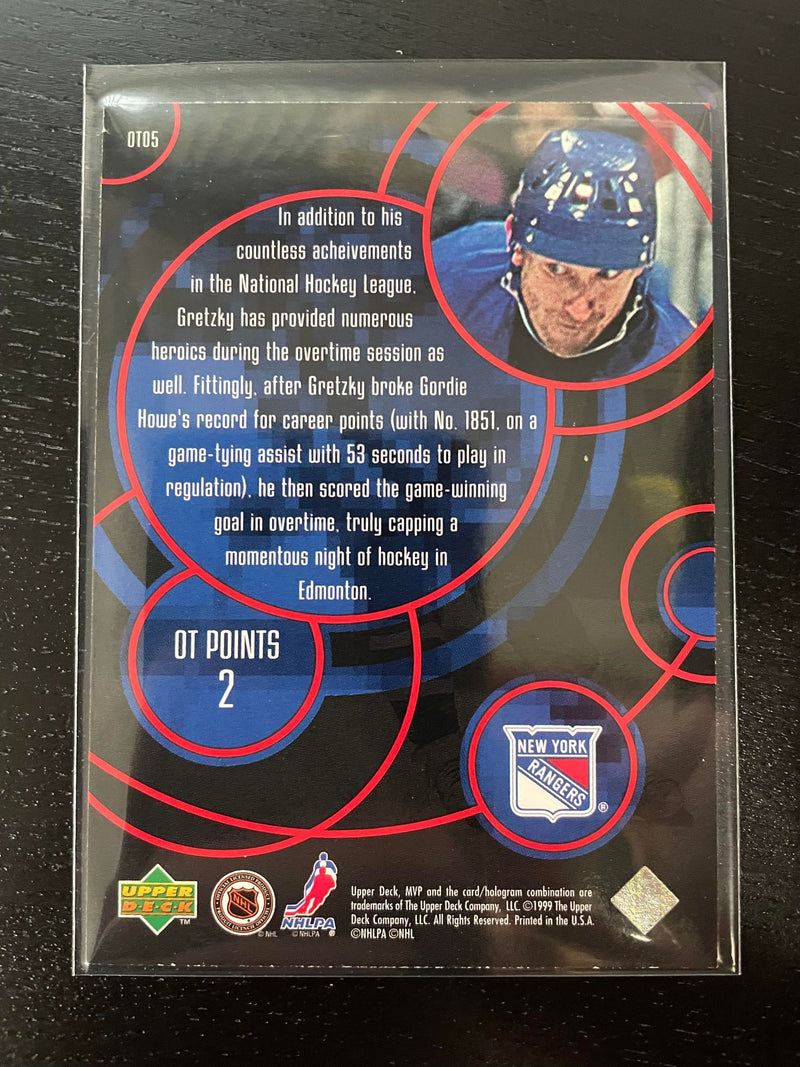 OT05
In addition to his
countless acheivements
in the National Hockey League,
Gretzky has provided numerous
heroics during the overtime session as
well. Fittingly, after Gretzky broke Gordie
Howe's record for career points (with No. 1851, on a
game-tying assist with 53 seconds to play in
regulation), he then scored the game-winning
goal in overtime, truly capping a
momentous night of hockey in
Edmonton.
OT POINTS
2
NEW YORK
RANGERS
®
UPPER
DECK
™
NHL
©NHL
NHLPA
©NHLPA ®
Upper Deck, MVP and the card/hologram combination are
trademarks of The Upper Deck Company, LLC. ©1999 The Upper
Deck Company, LLC. All Rights Reserved. Printed in the U.S.A.
©NHLPA ©NHL